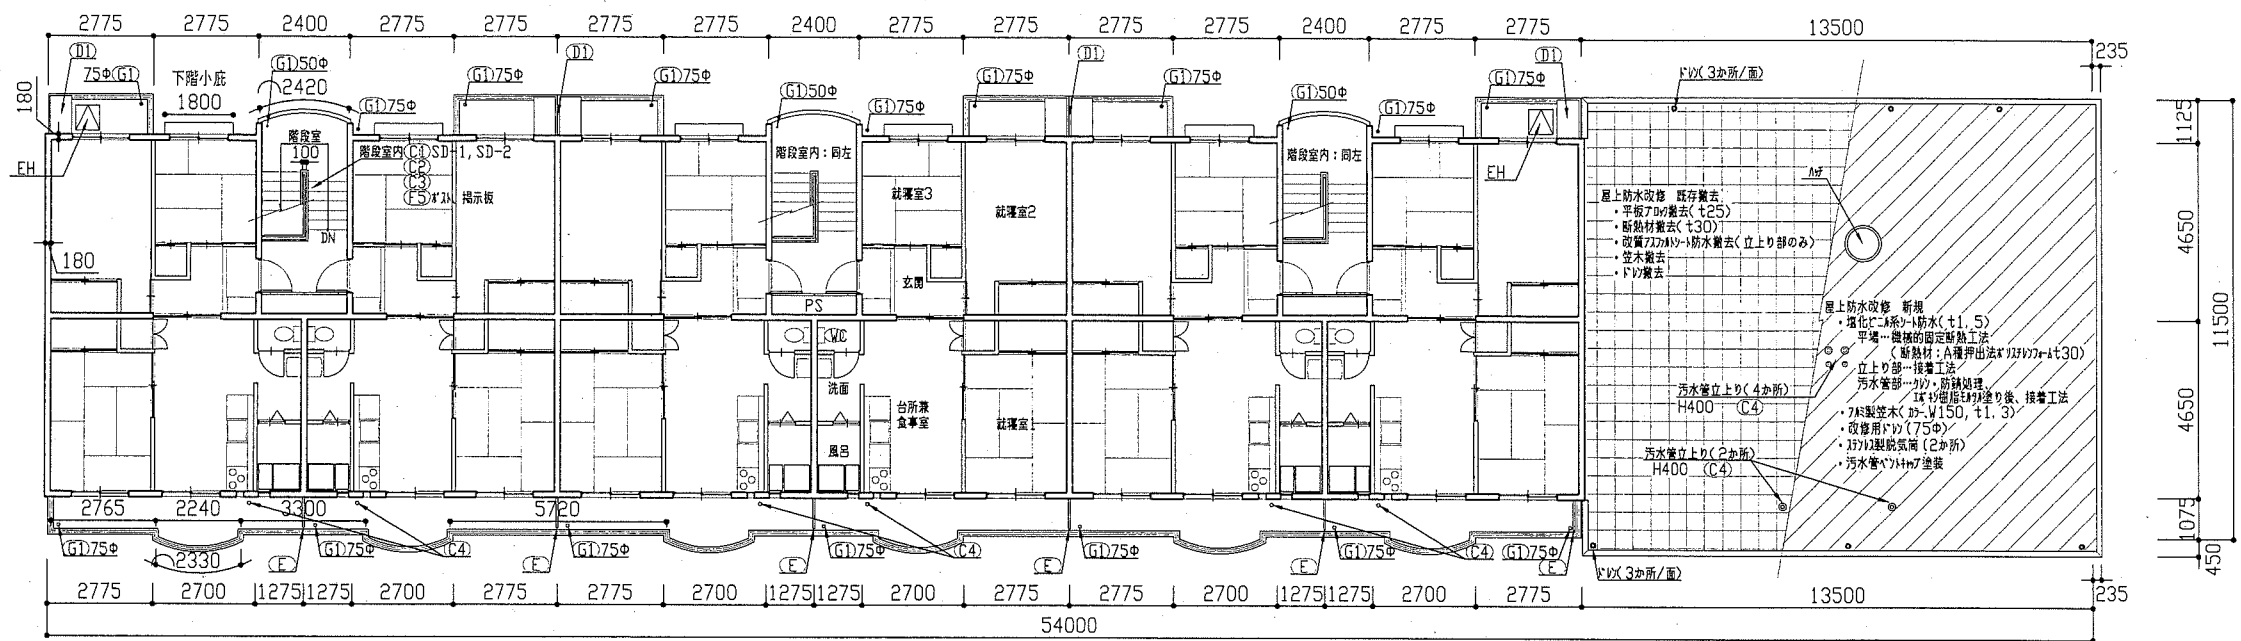 2775 2775 2400 2775 2775 2775 2400 2775 2775 2775 2400 2775 2775 13500 235
D1 D1 D1 D1
75Φ G1
下階小庇
1800
G1 50Φ
2420
G1 75Φ
G1 75Φ
G1 75Φ
G1 50Φ
G1 75Φ
G1 75Φ
G1 75Φ
G1 50Φ
G1 75Φ
G1 75Φ
ドレン(3か所/面)
180
EH
階段室
100
階段室内 C1 SD-1, SD-2
C2
C3
F5 ポスト、掲示板
DN
180
階段室内:同左
就寝室3
就寝室2
玄関
PS
WC
洗面
台所兼
食事室
就寝室1
風呂
階段室内:同左
EH
ハッチ
屋上防水改修 既存撤去
・平板ブロック撤去(t25)
・断熱材撤去(t30)
・改質アスファルトシート防水撤去(立上り部のみ)
・笠木撤去
・ドレン撤去
屋上防水改修 新規
・塩化ビニル系シート防水(t1.5)
平場…機械的固定断熱工法
(断熱材:A種押出法ポリスチレンフォームt30)
立上り部…接着工法
汚水管部…ケレン・防錆処理、
エポキシ樹脂モルタル塗り後、接着工法
・アルミ製笠木(カラー、W150, t1.3)
・改修用ドレン(75Φ)
・ステンレス製脱気筒(2か所)
・汚水管ベントキャップ塗装
汚水管立上り(4か所)
H400 C4
汚水管立上り(2か所)
H400 C4
1125
4650
4650
1075
450
11500
2765 2240 3300 5720
G1 75Φ
2330
E
G1 75Φ
C4
G1 75Φ
E
G1 75Φ
C4
E
G1 75Φ
E
G1 75Φ
C4
G1 75Φ
E
ドレン(3か所/面)
2775 2700 1275 1275 2700 2775 2775 2700 1275 1275 2700 2775 2775 2700 1275 1275 2700 2775 13500 235
54000